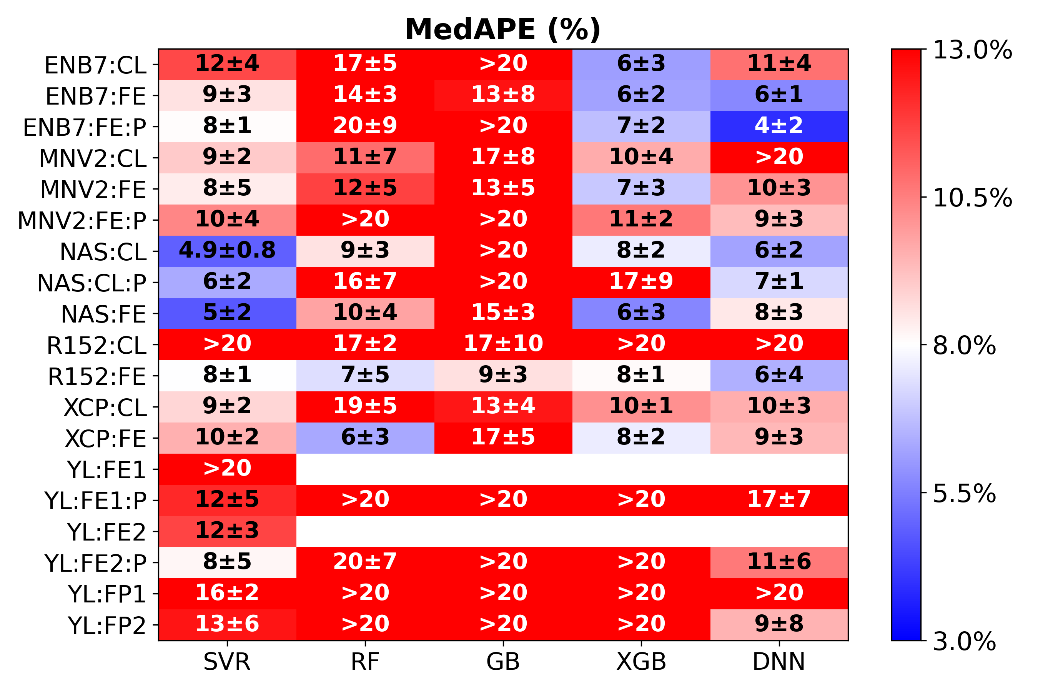 MedAPE (%)
ENB7:CL 12±4 17±5 >20 6±3 11±4
ENB7:FE 9±3 14±3 13±8 6±2 6±1
ENB7:FE:P 8±1 20±9 >20 7±2 4±2
MNV2:CL 9±2 11±7 17±8 10±4 >20
MNV2:FE 8±5 12±5 13±5 7±3 10±3
MNV2:FE:P 10±4 >20 >20 11±2 9±3
NAS:CL 4.9±0.8 9±3 >20 8±2 6±2
NAS:CL:P 6±2 16±7 >20 17±9 7±1
NAS:FE 5±2 10±4 15±3 6±3 8±3
R152:CL >20 17±2 17±10 >20 >20
R152:FE 8±1 7±5 9±3 8±1 6±4
XCP:CL 9±2 19±5 13±4 10±1 10±3
XCP:FE 10±2 6±3 17±5 8±2 9±3
YL:FE1 >20
YL:FE1:P 12±5 >20 >20 >20 17±7
YL:FE2 12±3
YL:FE2:P 8±5 20±7 >20 >20 11±6
YL:FP1 16±2 >20 >20 >20 >20
YL:FP2 13±6 >20 >20 >20 9±8
SVR RF GB XGB DNN
13.0%
10.5%
8.0%
5.5%
3.0%